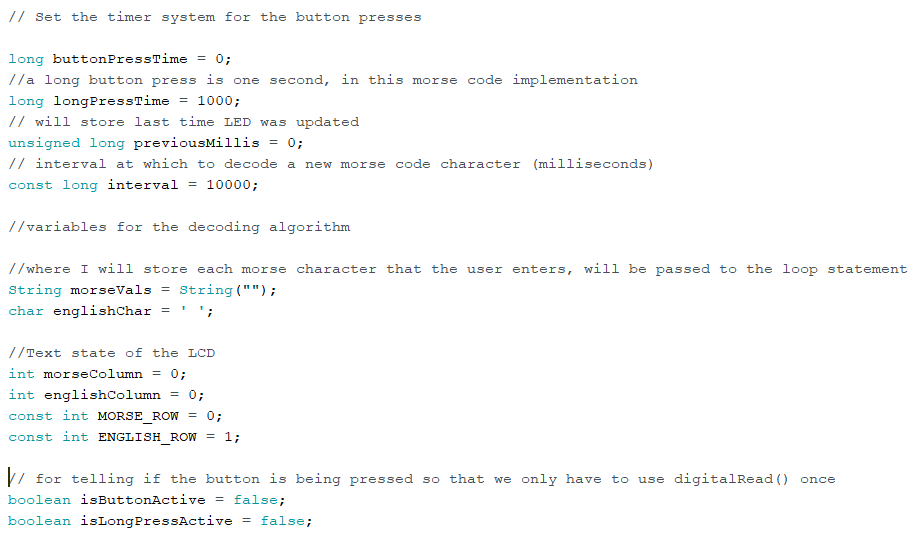 // Set the timer system for the button presses
long buttonPressTime = 0;
//a long button press is one second, in this morse code implementation
long longPressTime = 1000;
// will store last time LED was updated
unsigned long previousMillis = 0;
// interval at which to decode a new morse code character (milliseconds)
const long interval = 10000;
//variables for the decoding algorithm
//where I will store each morse character that the user enters, will be passed to the loop statement
String morseVals = String("");
char englishChar = ' ';
//Text state of the LCD
int morseColumn = 0;
int englishColumn = 0;
const int MORSE_ROW = 0;
const int ENGLISH_ROW = 1;
// for telling if the button is being pressed so that we only have to use digitalRead() once
boolean isButtonActive = false;
boolean isLongPressActive = false;